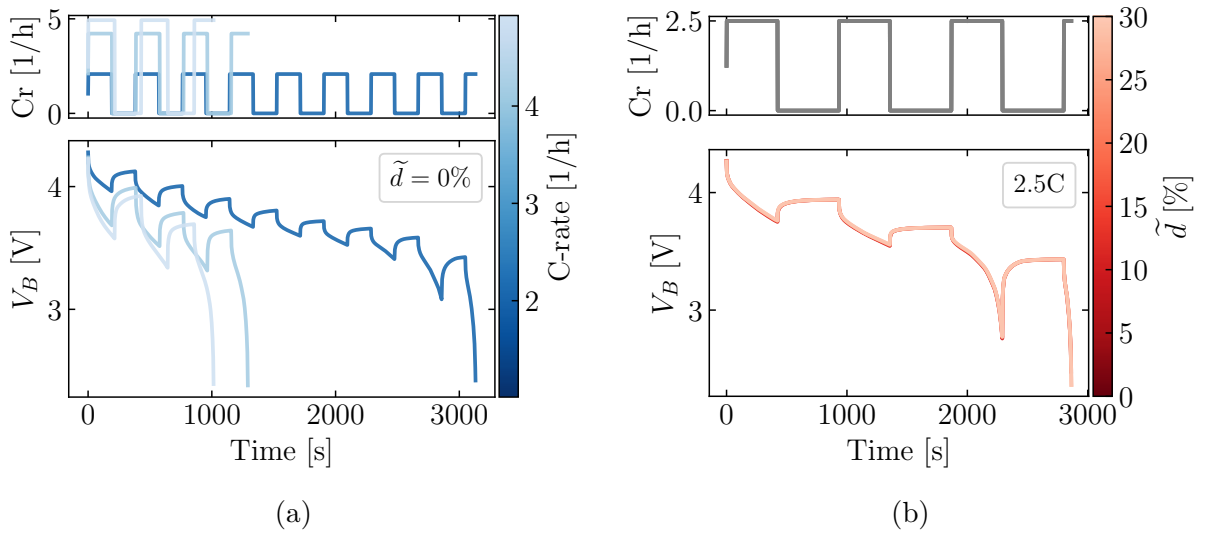 Cr [1/h]
5
0
V_B [V]
4
3
d̃ = 0%
0
1000
2000
3000
Time [s]
C-rate [1/h]
4
3
2
(a)
Cr [1/h]
2.5
0.0
V_B [V]
4
3
2.5C
0
1000
2000
3000
Time [s]
d̃ [%]
30
25
20
15
10
5
0
(b)